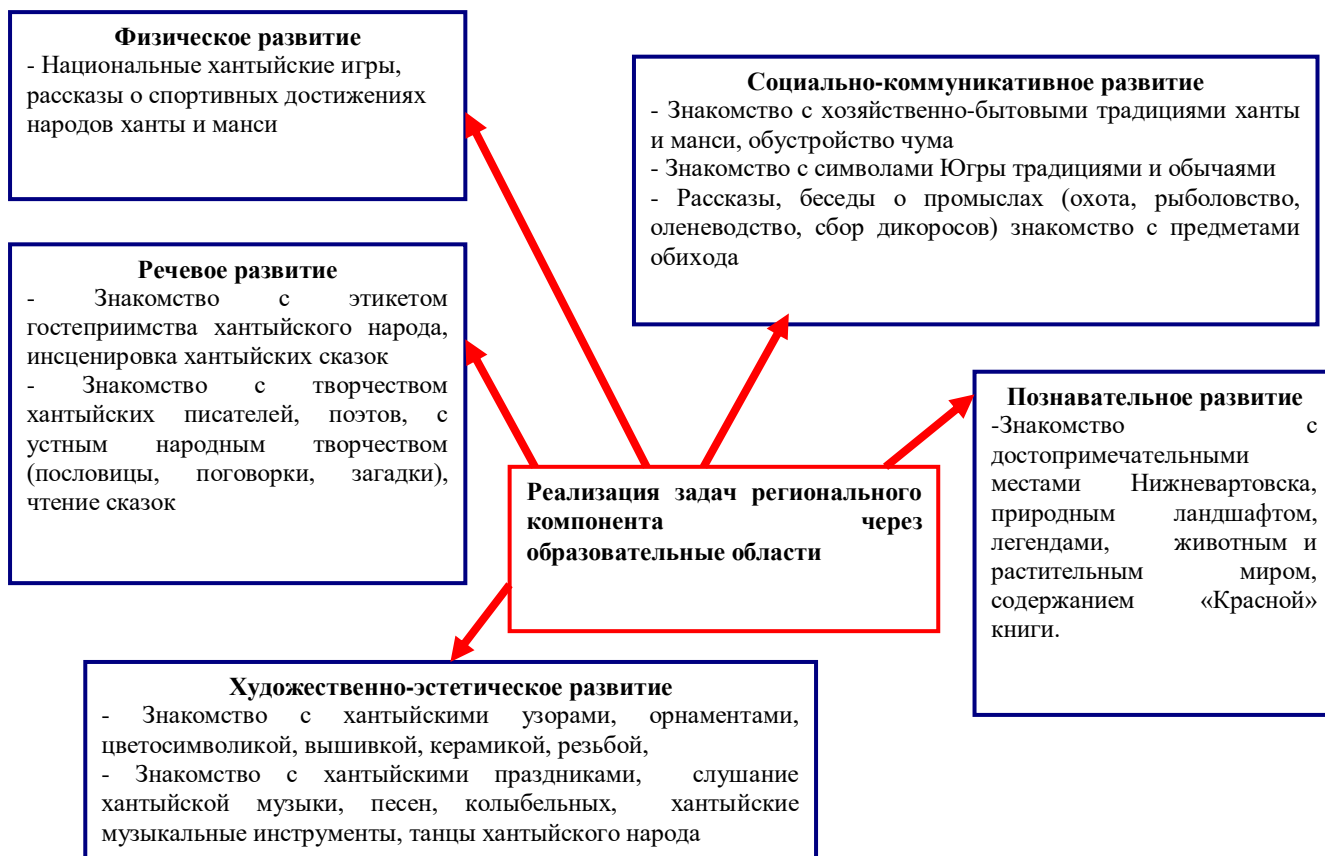 Физическое развитие
- Национальные хантыйские игры,
рассказы о спортивных достижениях
народов ханты и манси
Социально-коммуникативное развитие
- Знакомство с хозяйственно-бытовыми традициями ханты
и манси, обустройство чума
- Знакомство с символами Югры традициями и обычаями
- Рассказы, беседы о промыслах (охота, рыболовство,
оленеводство, сбор дикоросов) знакомство с предметами
обихода
Речевое развитие
- Знакомство с этикетом
гостеприимства хантыйского народа,
инсценировка хантыйских сказок
- Знакомство с творчеством
хантыйских писателей, поэтов, с
устным народным творчеством
(пословицы, поговорки, загадки),
чтение сказок
Познавательное развитие
-Знакомство с
достопримечательными
местами Нижневартовска,
природным ландшафтом,
легендами, животным и
растительным миром,
содержанием «Красной»
книги.
Реализация задач регионального
компонента через
образовательные области
Художественно-эстетическое развитие
- Знакомство с хантыйскими узорами, орнаментами,
цветосимволикой, вышивкой, керамикой, резьбой,
- Знакомство с хантыйскими праздниками, слушание
хантыйской музыки, песен, колыбельных, хантыйские
музыкальные инструменты, танцы хантыйского народа